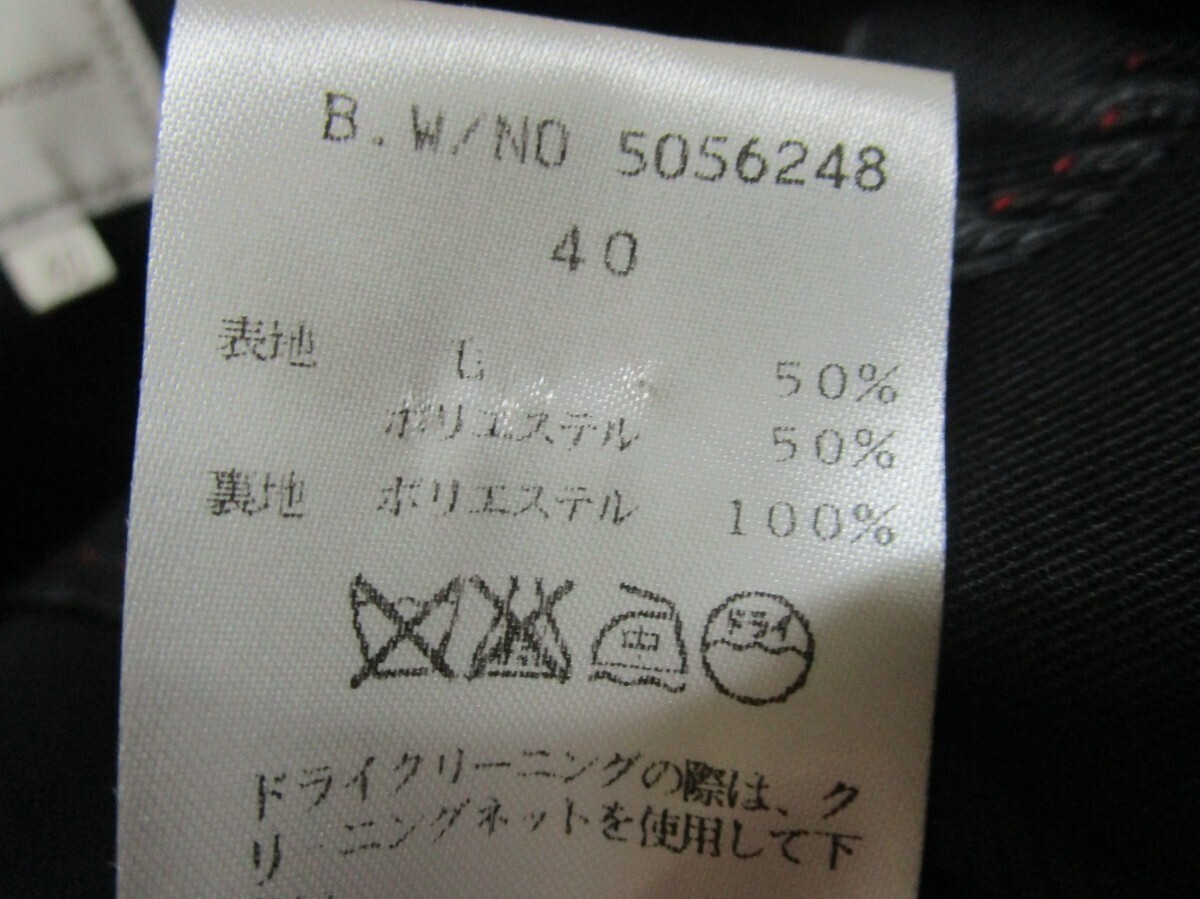 B.W/NO 5056248
40
表地 50%
ポリエステル 50%
裏地 ポリエステル 100%
中 ドライ
ドライクリーニングの際は、ク
リーニングネットを使用して下